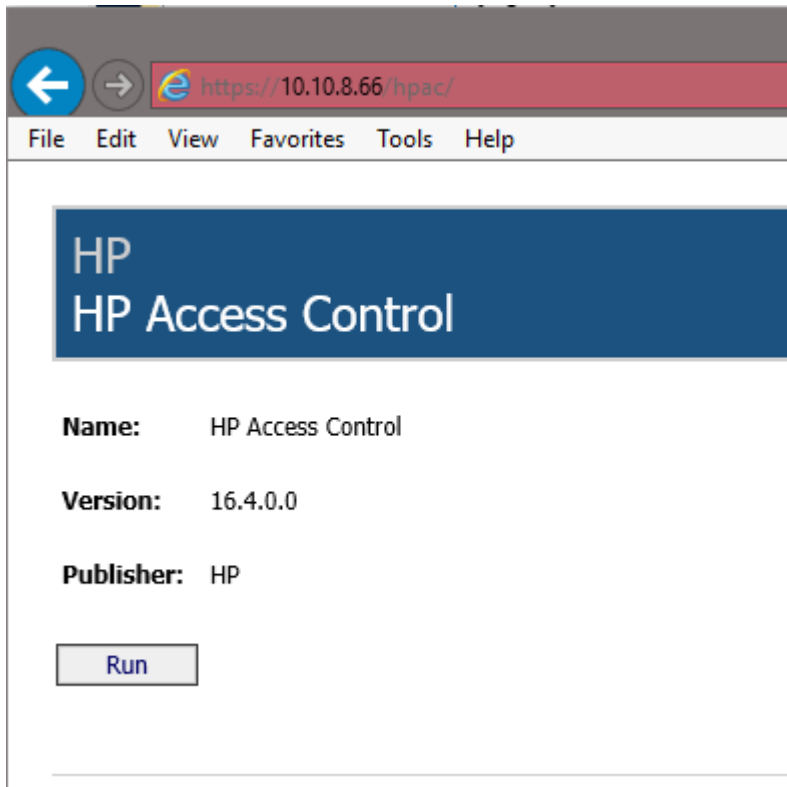 https://10.10.8.66/hpac/
File Edit View Favorites Tools Help
HP
HP Access Control
Name: HP Access Control
Version: 16.4.0.0
Publisher: HP
Run